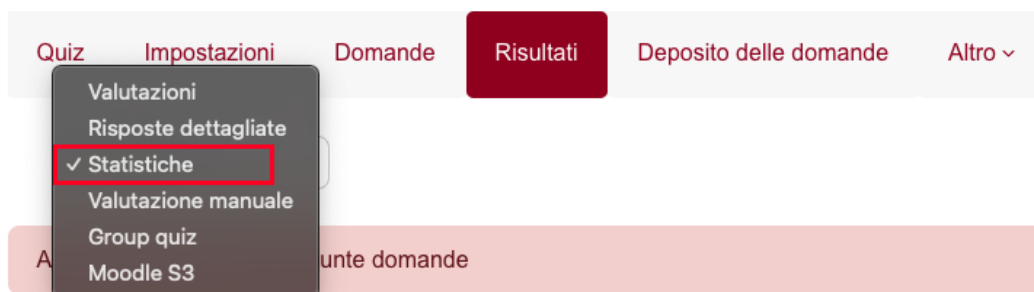 Quiz Impostazioni Domande Risultati Deposito delle domande Altro
Valutazioni
Risposte dettagliate
✓ Statistiche
Valutazione manuale
Group quiz
A unte domande
Moodle S3